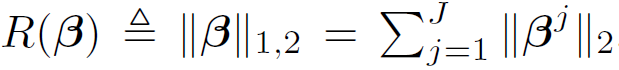 R(𝜷) ≜ ‖𝜷‖₁,₂ = ∑ⱼ₌₁ᴶ ‖𝜷ʲ‖₂